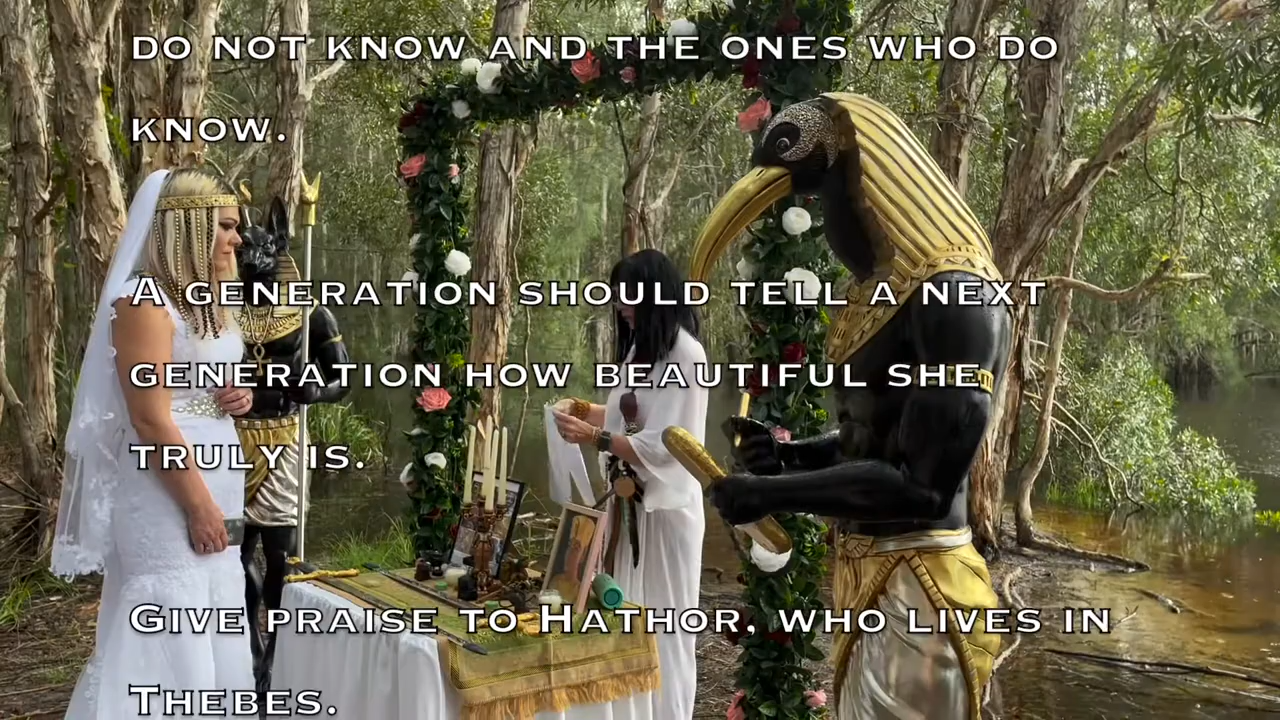 do not know and the ones who do
know.
A generation should tell a next
generation how beautiful she
truly is.
Give praise to Hathor, who lives in
Thebes.